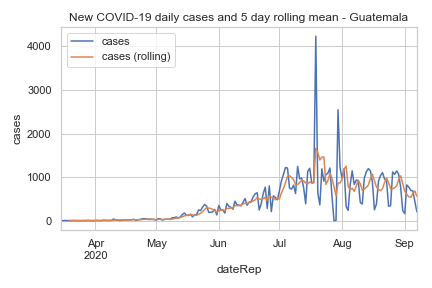 New COVID-19 daily cases and 5 day rolling mean - Guatemala
cases
cases (rolling)
4000
3000
2000
1000
0
cases
Apr
2020
May
Jun
Jul
Aug
Sep
dateRep